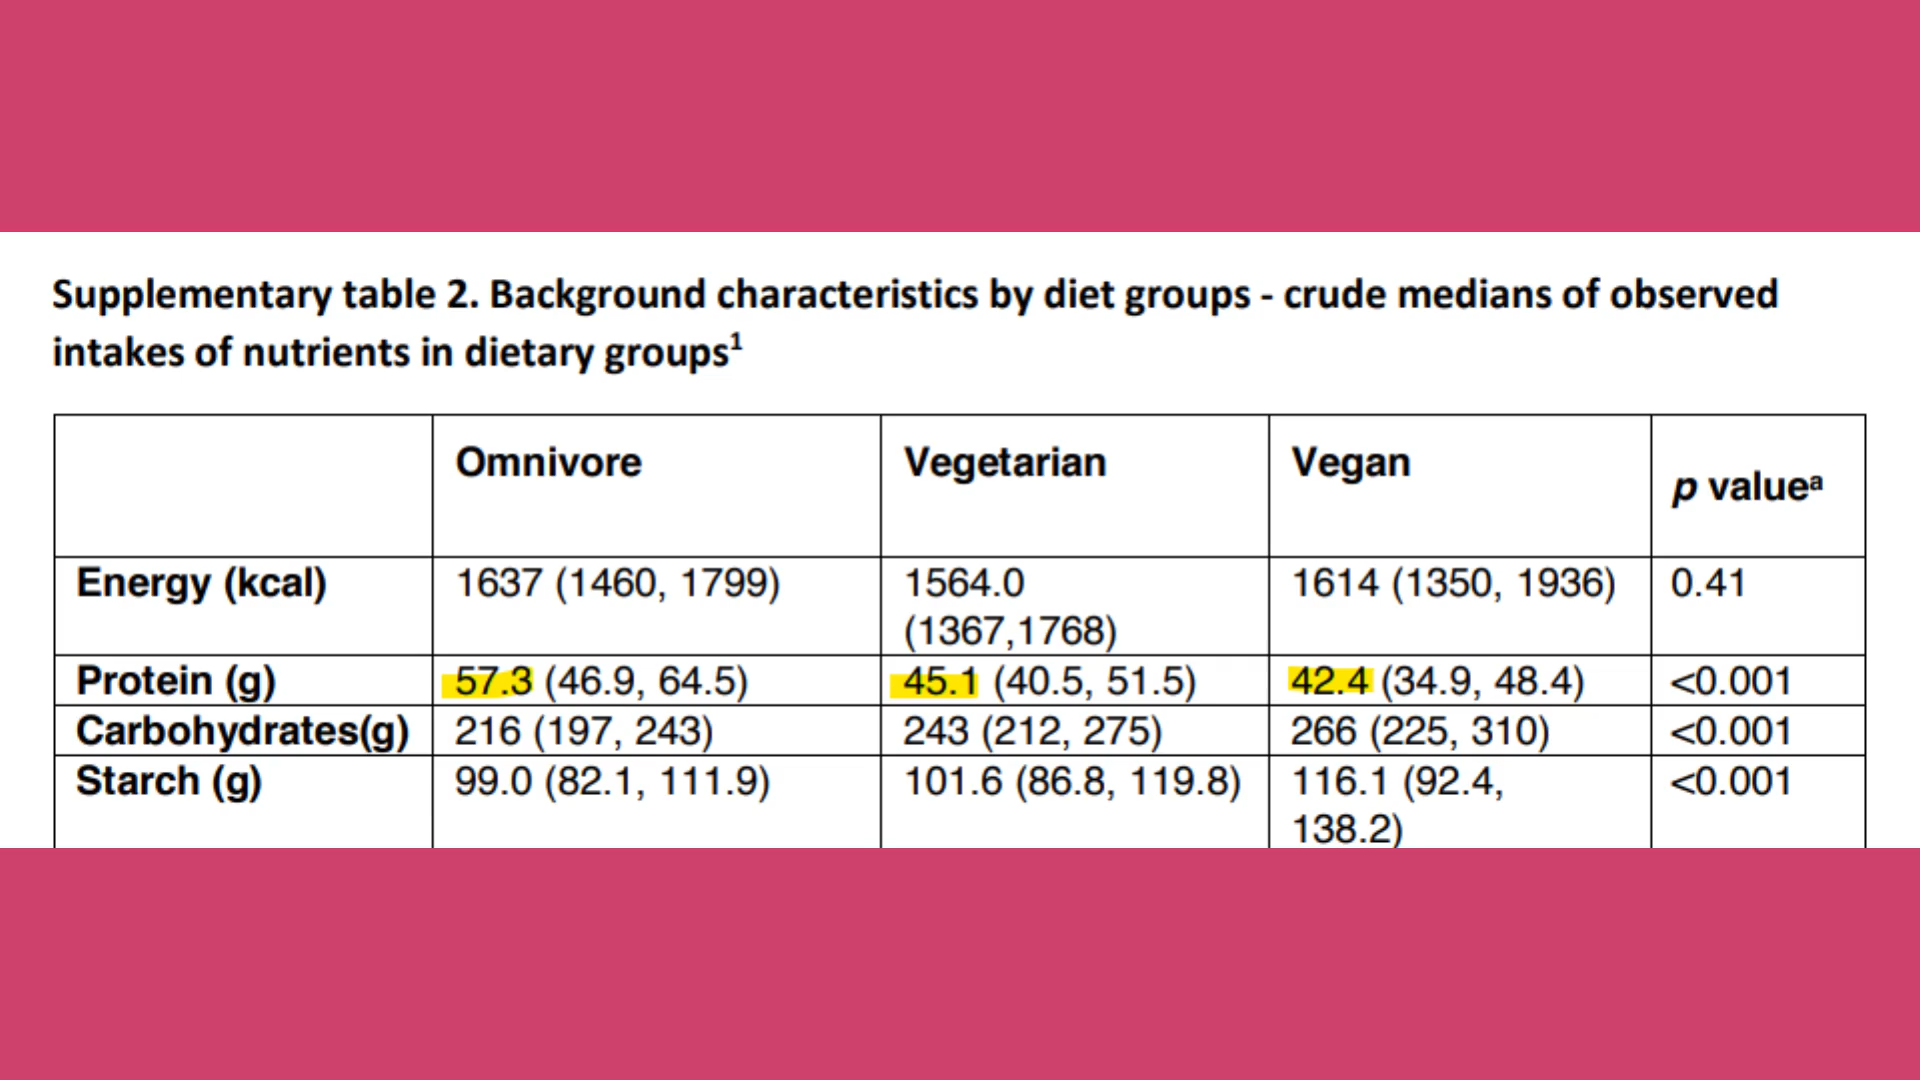 Supplementary table 2. Background characteristics by diet groups - crude medians of observed
intakes of nutrients in dietary groups¹
Omnivore Vegetarian Vegan p valueᵃ
Energy (kcal) 1637 (1460, 1799) 1564.0 (1367,1768) 1614 (1350, 1936) 0.41
Protein (g) 57.3 (46.9, 64.5) 45.1 (40.5, 51.5) 42.4 (34.9, 48.4) <0.001
Carbohydrates(g) 216 (197, 243) 243 (212, 275) 266 (225, 310) <0.001
Starch (g) 99.0 (82.1, 111.9) 101.6 (86.8, 119.8) 116.1 (92.4, 138.2) <0.001